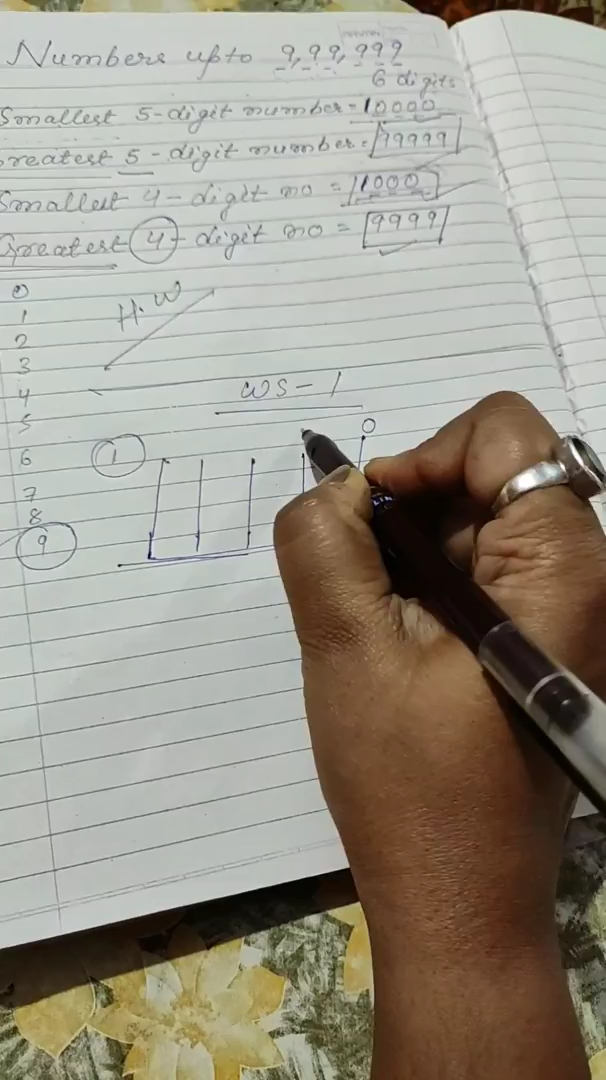 Numbers upto 9,99,999
6 digits
Smallest 5-digit number = 10000
reatest 5-digit number = 99999
Smallest 4-digit no = 1000
Greatest 4-digit no = 9999
0
1
2
3
4
5
6
7
8
9
H.W
WS-1
1
O